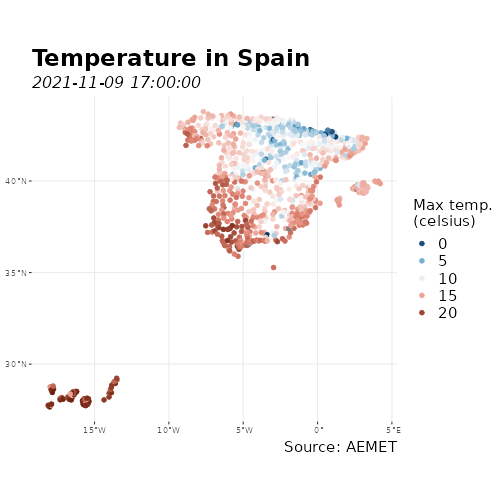 Temperature in Spain
2021-11-09 17:00:00
40°N
35°N
30°N
15°W
10°W
5°W
0°
5°E
Max temp.
(celsius)
0
5
10
15
20
Source: AEMET